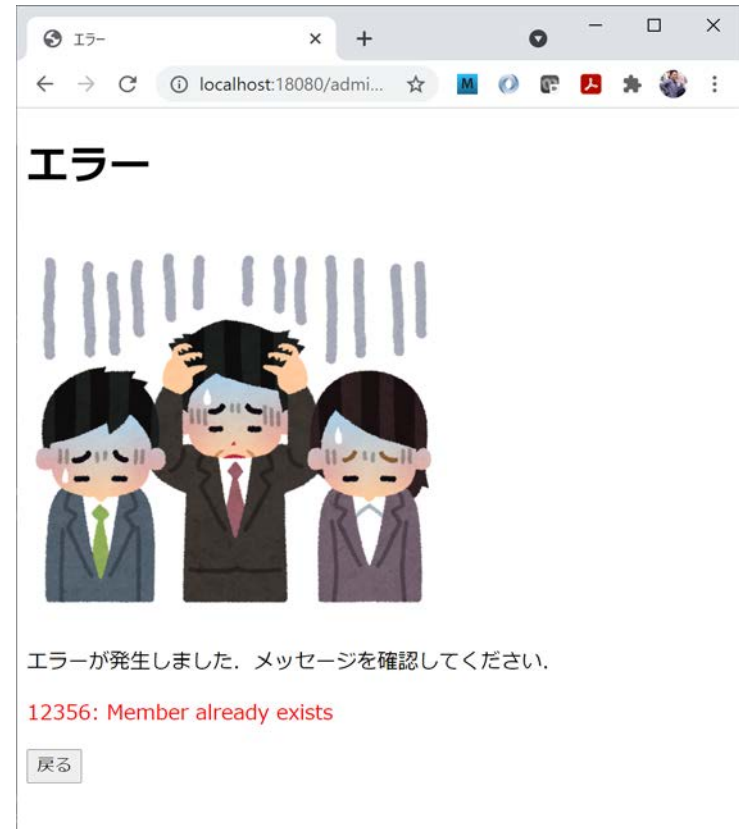 エラー
localhost:18080/admi...
エラー
エラーが発生しました．メッセージを確認してください．
12356: Member already exists
戻る